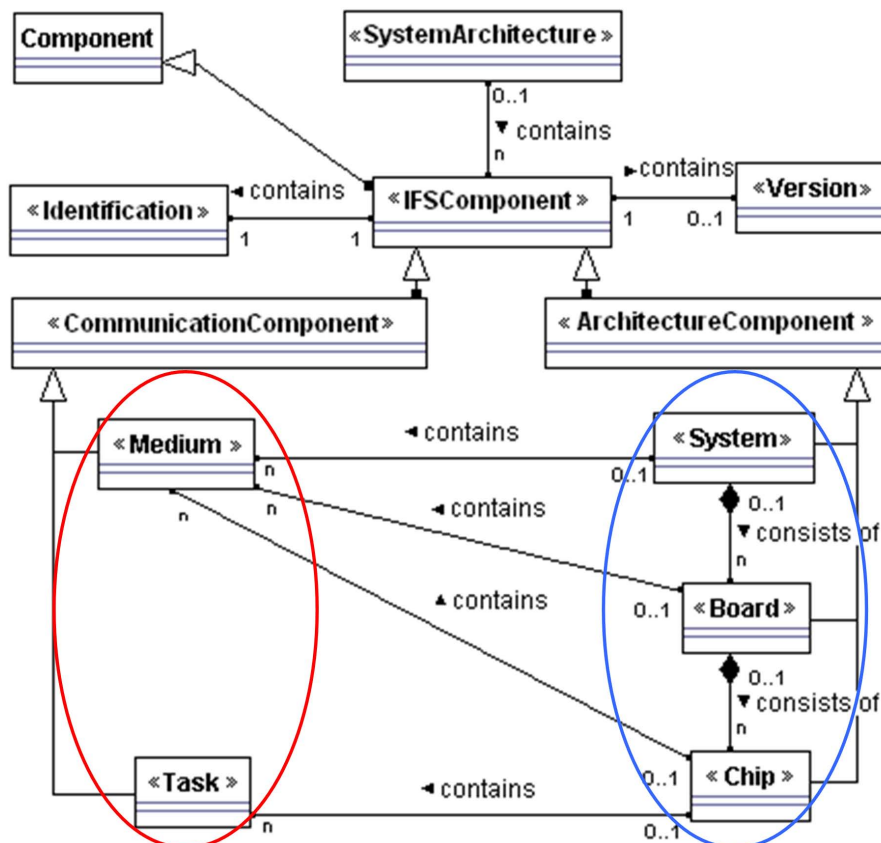 Component
«SystemArchitecture»
0..1
▼ contains
n
◄ contains
►contains
«Identification»
«IFSComponent»
«Version»
1
1
1
0..1
«CommunicationComponent»
«ArchitectureComponent»
«Medium»
◄ contains
«System»
n
0..1
n
n
◄ contains
0..1
▼ consists of
n
▲ contains
0..1
«Board»
0..1
▼ consists of
n
«Task»
◄ contains
0..1
«Chip»
n
0..1